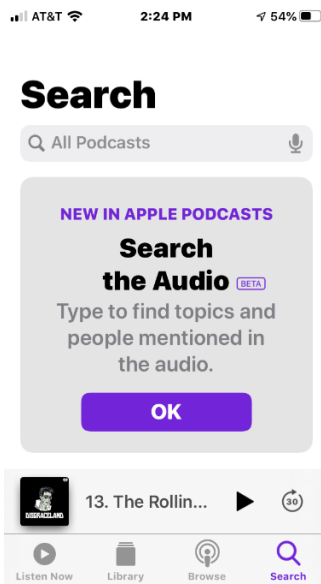 AT&T 2:24 PM 54%
Search
All Podcasts
NEW IN APPLE PODCASTS
Search
the Audio BETA
Type to find topics and
people mentioned in
the audio.
OK
DISGRACELAND
13. The Rollin...
30
Listen Now Library Browse Search